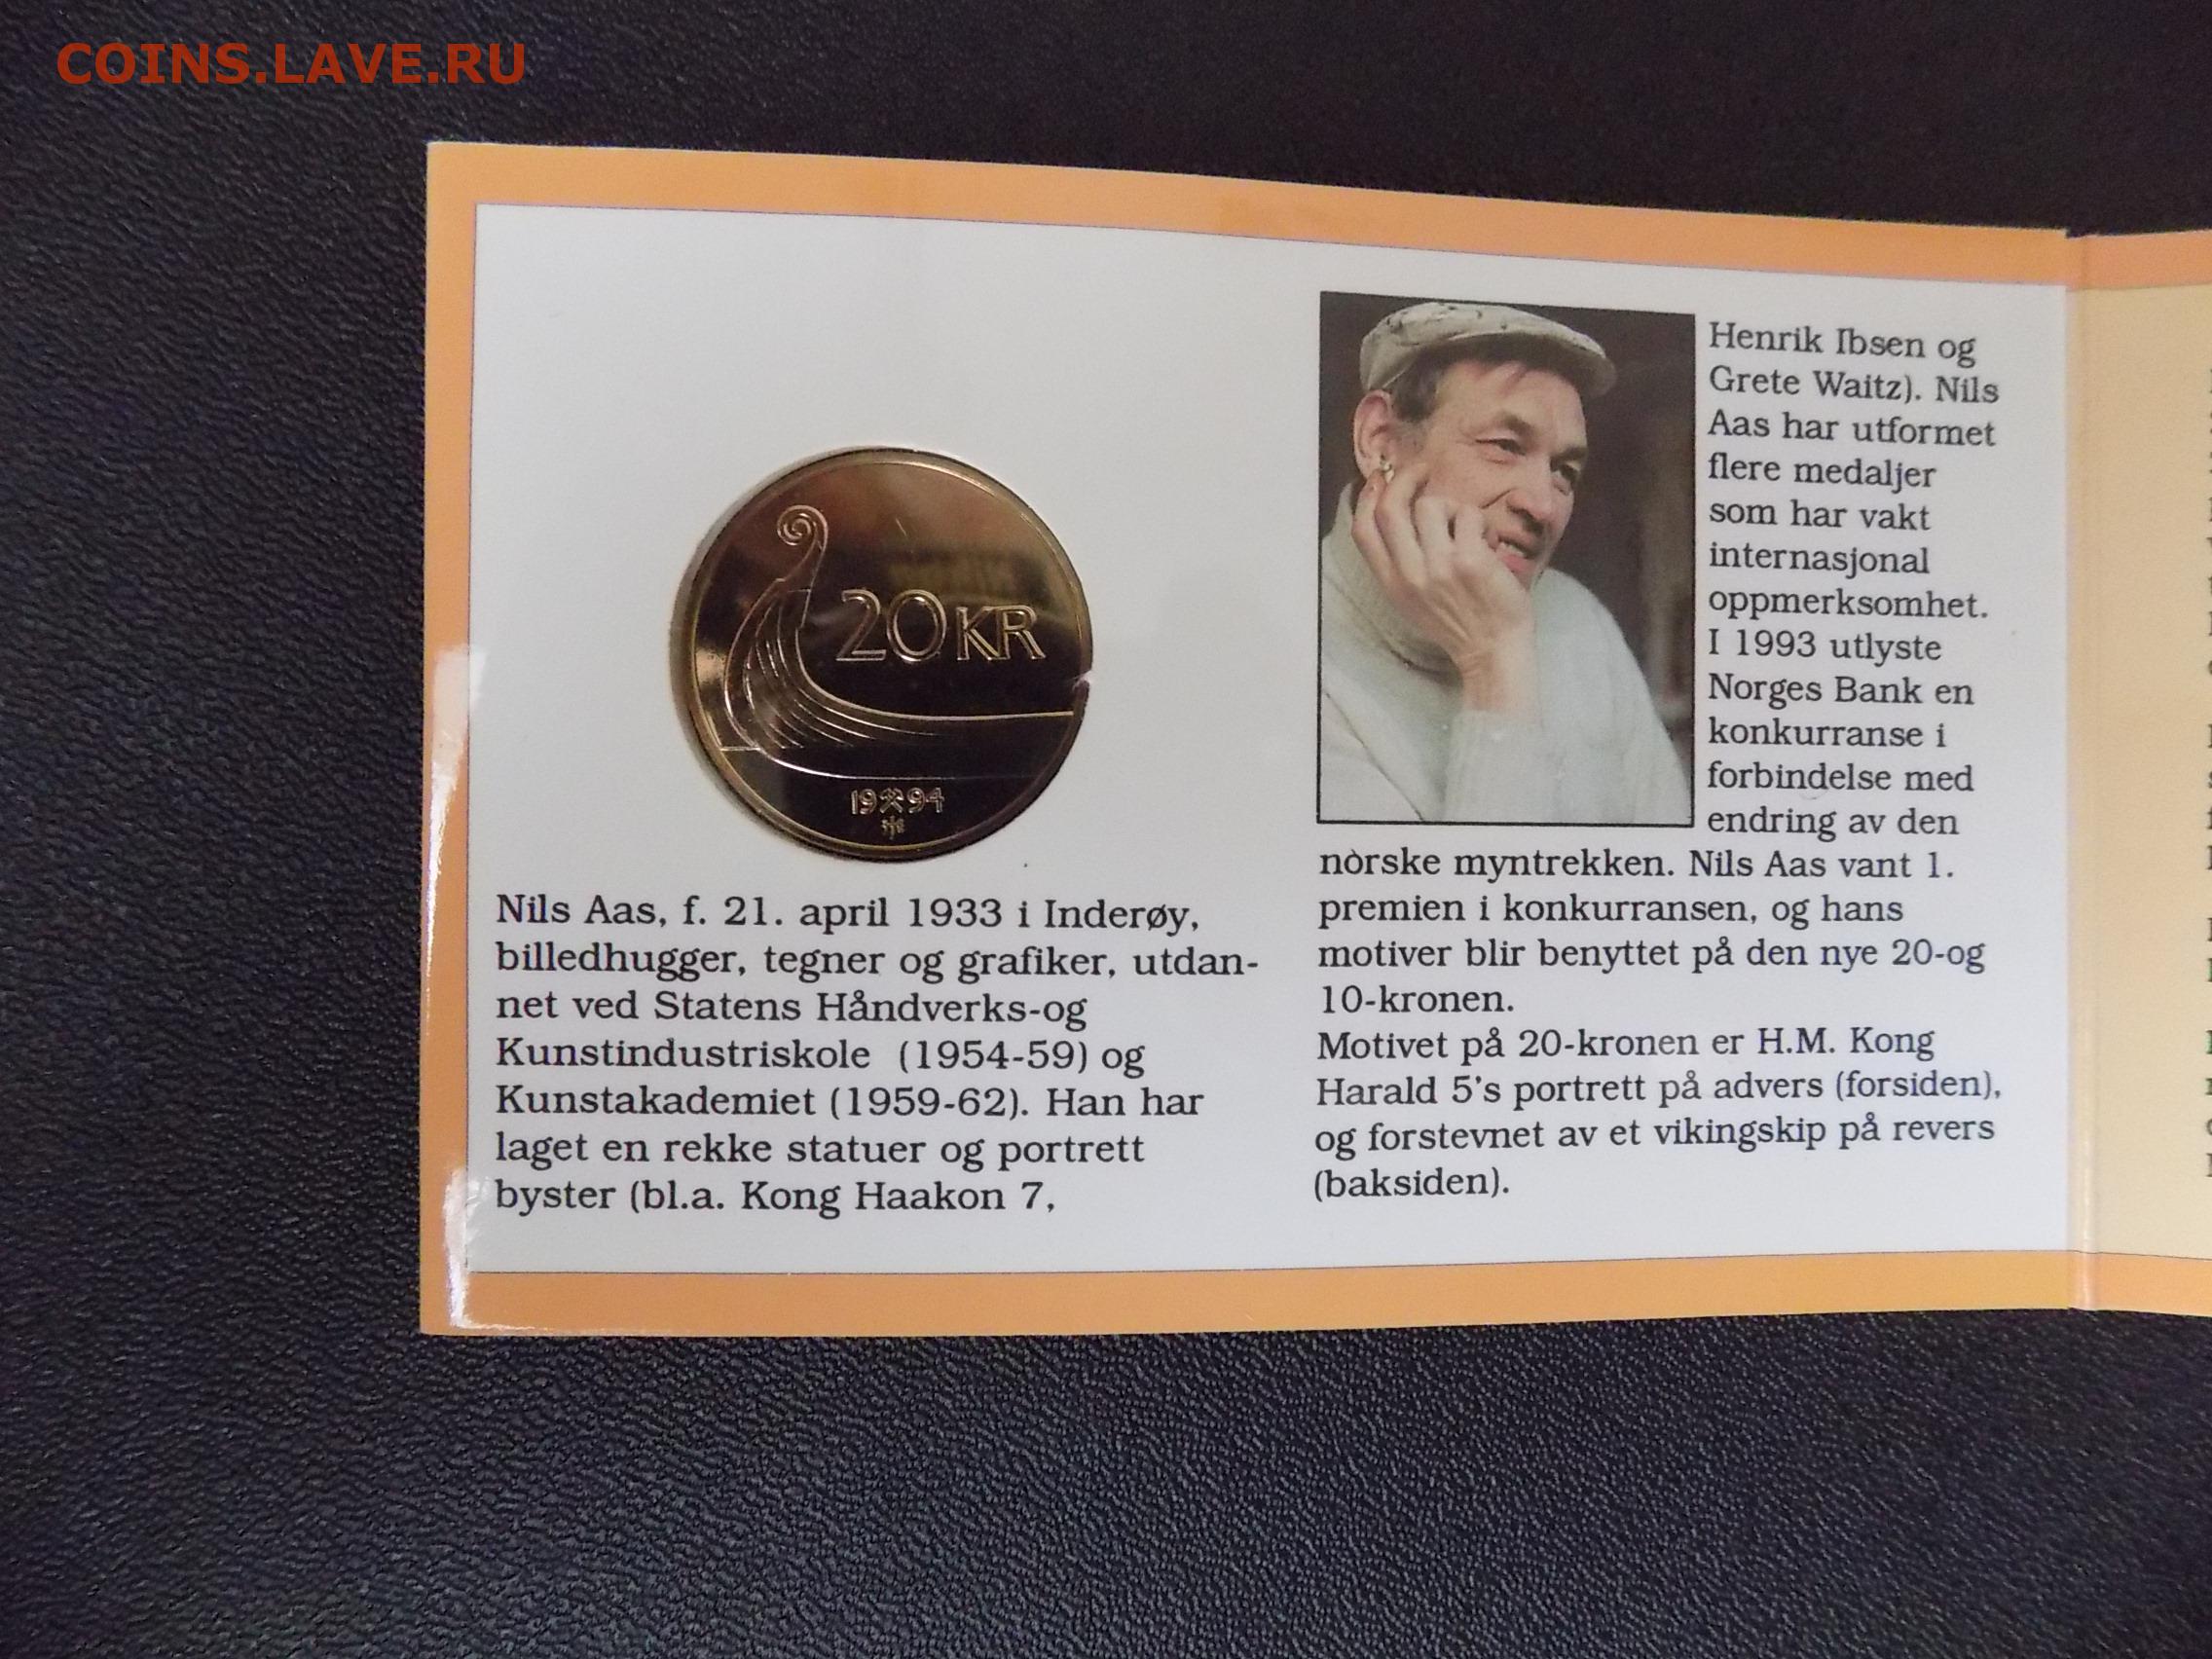 COINS.LAVE.RU
20 KR
19 94
Nils Aas, f. 21. april 1933 i Inderøy,
billedhugger, tegner og grafiker, utdan-
net ved Statens Håndverks-og
Kunstindustriskole (1954-59) og
Kunstakademiet (1959-62). Han har
laget en rekke statuer og portrett
byster (bl.a. Kong Haakon 7,
Henrik Ibsen og
Grete Waitz). Nils
Aas har utformet
flere medaljer
som har vakt
internasjonal
oppmerksomhet.
I 1993 utlyste
Norges Bank en
konkurranse i
forbindelse med
endring av den
norske myntrekken. Nils Aas vant 1.
premien i konkurransen, og hans
motiver blir benyttet på den nye 20-og
10-kronen.
Motivet på 20-kronen er H.M. Kong
Harald 5's portrett på advers (forsiden),
og forstevnet av et vikingskip på revers
(baksiden).